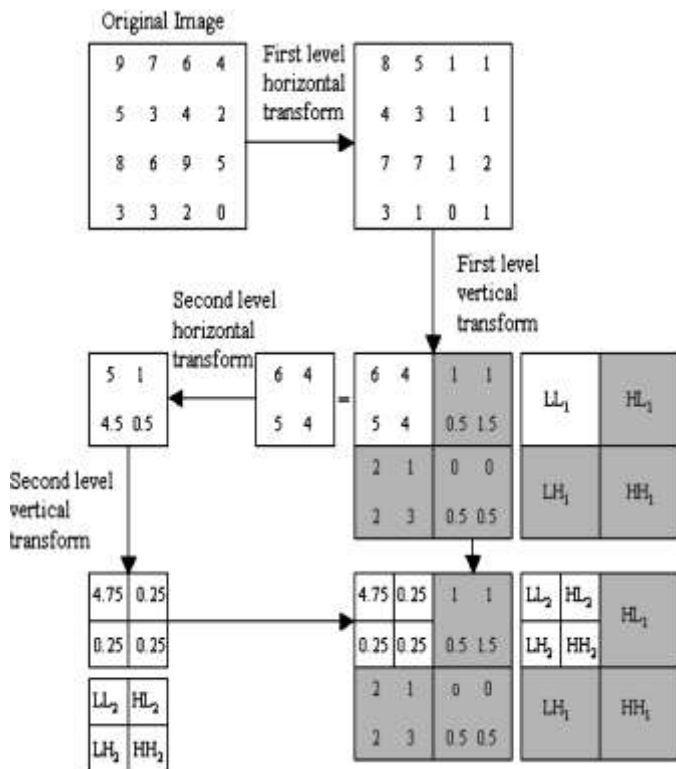 Original Image
9 7 6 4
5 3 4 2
8 6 9 5
3 3 2 0
First level
horizontal
transform
8 5 1 1
4 3 1 1
7 7 1 2
3 1 0 1
First level
vertical
transform
Second level
horizontal
transform
5 1
4.5 0.5
6 4
5 4
=
6 4 1 1
5 4 0.5 1.5
2 1 0 0
2 3 0.5 0.5
LL₁ HL₁
LH₁ HH₁
Second level
vertical
transform
4.75 0.25
0.25 0.25
LL₂ HL₂
LH₂ HH₂
4.75 0.25 1 1
0.25 0.25 0.5 1.5
2 1 0 0
2 3 0.5 0.5
LL₂ HL₂
HL₁
LH₂ HH₂
LH₁ HH₁